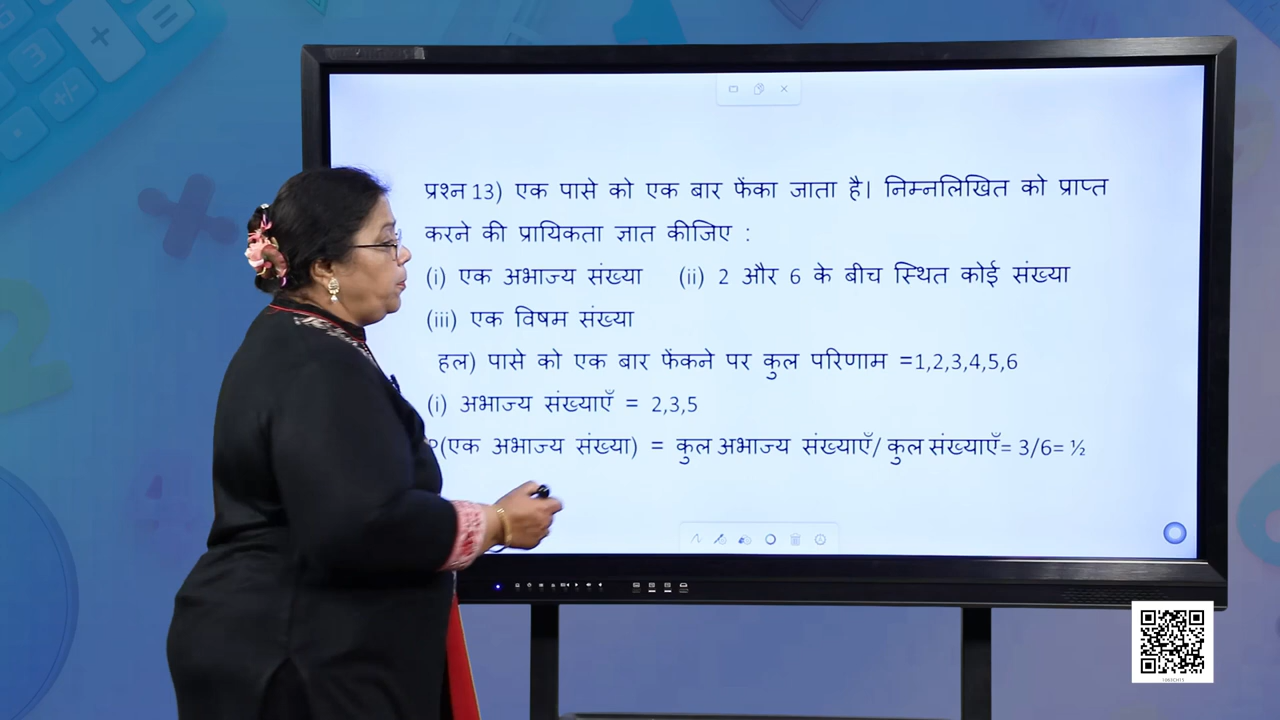 प्रश्न 13) एक पासे को एक बार फेंका जाता है। निम्नलिखित को प्राप्त
करने की प्रायिकता ज्ञात कीजिए :
(i) एक अभाज्य संख्या (ii) 2 और 6 के बीच स्थित कोई संख्या
(iii) एक विषम संख्या
हल) पासे को एक बार फेंकने पर कुल परिणाम =1,2,3,4,5,6
(i) अभाज्य संख्याएँ = 2,3,5
P(एक अभाज्य संख्या) = कुल अभाज्य संख्याएँ/ कुल संख्याएँ= 3/6= ½